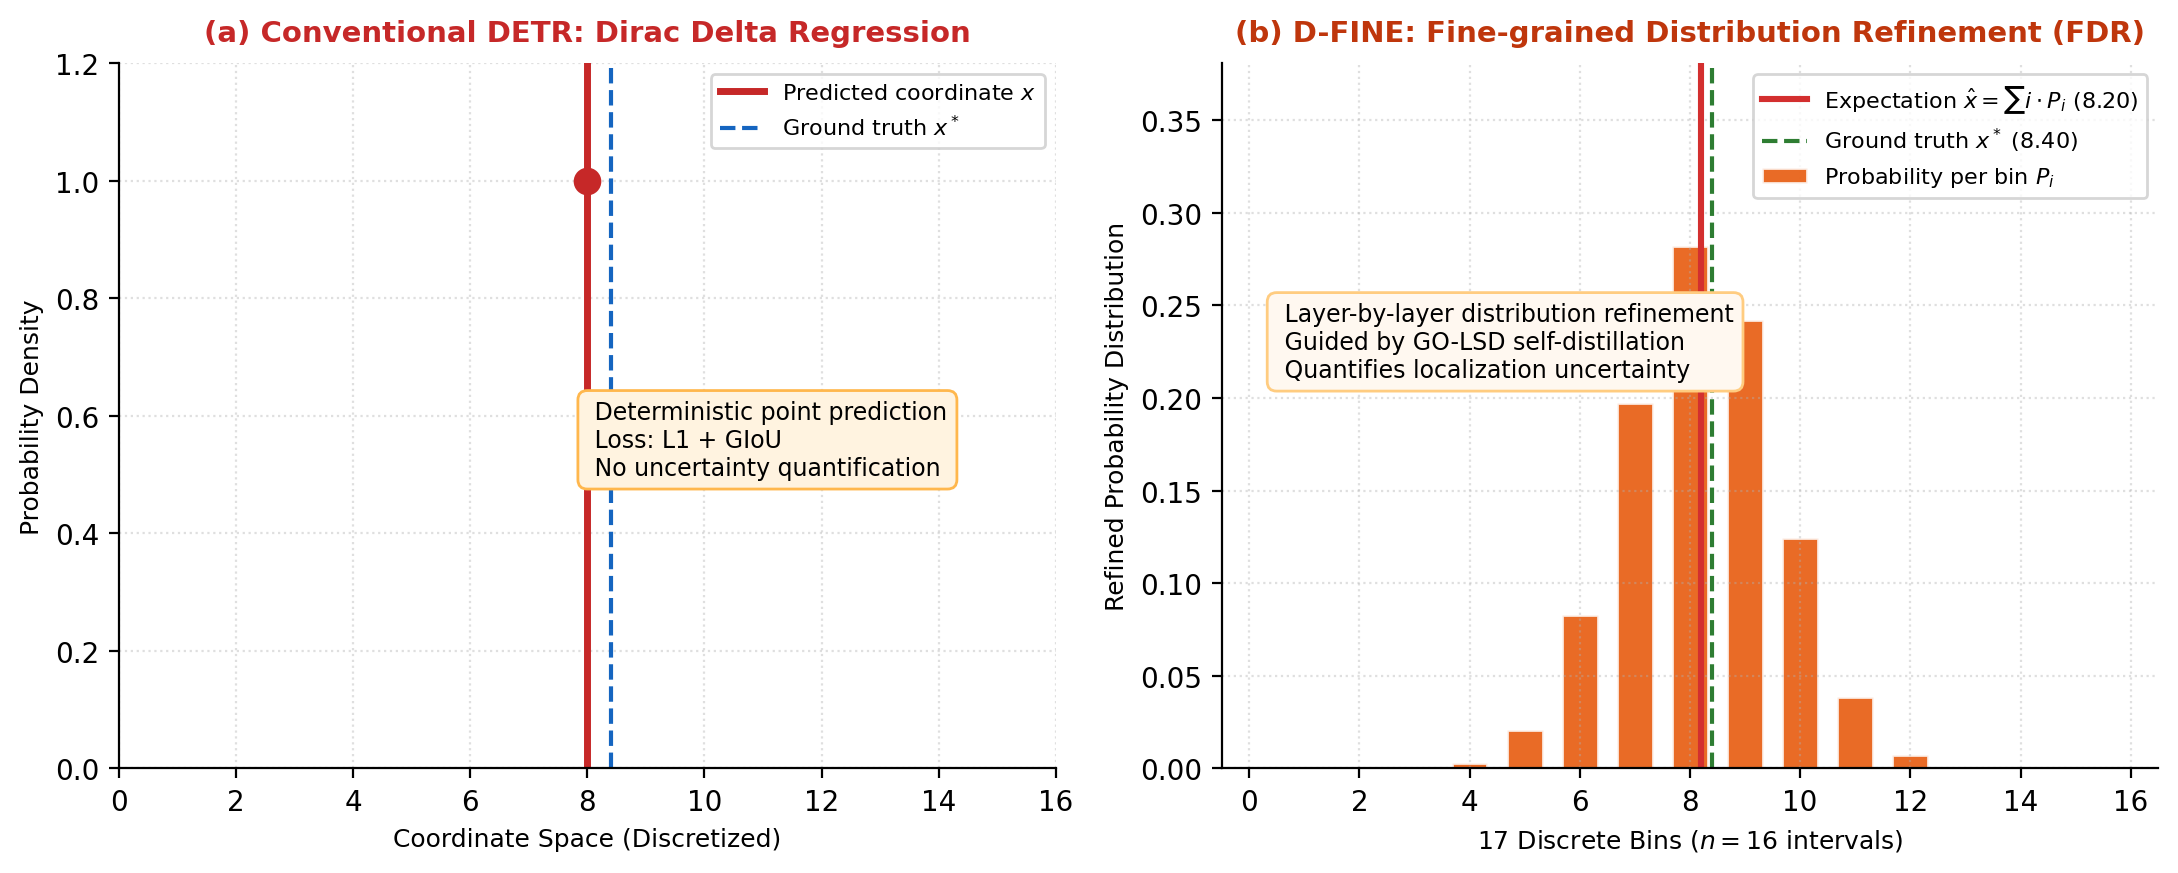 (a) Conventional DETR: Dirac Delta Regression
1.2
1.0
0.8
0.6
0.4
0.2
0.0
Probability Density
Predicted coordinate x
Ground truth x*
Deterministic point prediction
Loss: L1 + GIoU
No uncertainty quantification
0 2 4 6 8 10 12 14 16
Coordinate Space (Discretized)
(b) D-FINE: Fine-grained Distribution Refinement (FDR)
0.35
0.30
0.25
0.20
0.15
0.10
0.05
0.00
Refined Probability Distribution
Expectation x̂ = ∑ i · Pᵢ (8.20)
Ground truth x* (8.40)
Probability per bin Pᵢ
Layer-by-layer distribution refinement
Guided by GO-LSD self-distillation
Quantifies localization uncertainty
0 2 4 6 8 10 12 14 16
17 Discrete Bins (n = 16 intervals)